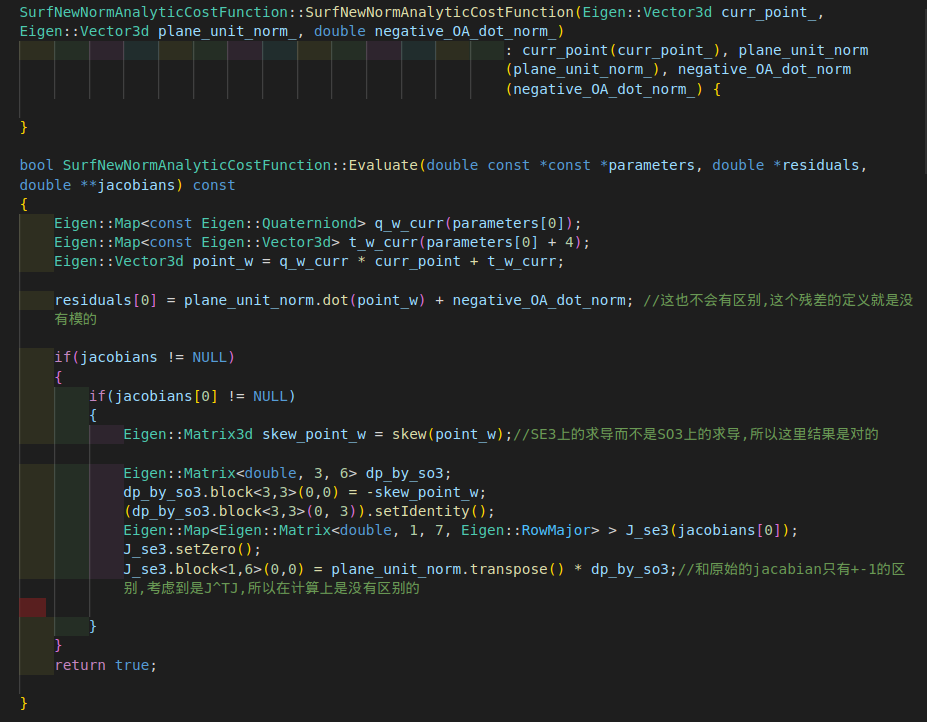 SurfNewNormAnalyticCostFunction::SurfNewNormAnalyticCostFunction(Eigen::Vector3d curr_point_,
Eigen::Vector3d plane_unit_norm_, double negative_OA_dot_norm_)
: curr_point(curr_point_), plane_unit_norm
(plane_unit_norm_), negative_OA_dot_norm
(negative_OA_dot_norm_) {
}
bool SurfNewNormAnalyticCostFunction::Evaluate(double const *const *parameters, double *residuals,
double **jacobians) const
{
Eigen::Map<const Eigen::Quaterniond> q_w_curr(parameters[0]);
Eigen::Map<const Eigen::Vector3d> t_w_curr(parameters[0] + 4);
Eigen::Vector3d point_w = q_w_curr * curr_point + t_w_curr;
residuals[0] = plane_unit_norm.dot(point_w) + negative_OA_dot_norm; //这也不会有区别,这个残差的定义就是没
有模的
if(jacobians != NULL)
{
if(jacobians[0] != NULL)
{
Eigen::Matrix3d skew_point_w = skew(point_w);//SE3上的求导而不是SO3上的求导,所以这里结果是对的
Eigen::Matrix<double, 3, 6> dp_by_so3;
dp_by_so3.block<3,3>(0,0) = -skew_point_w;
(dp_by_so3.block<3,3>(0, 3)).setIdentity();
Eigen::Map<Eigen::Matrix<double, 1, 7, Eigen::RowMajor> > J_se3(jacobians[0]);
J_se3.setZero();
J_se3.block<1,6>(0,0) = plane_unit_norm.transpose() * dp_by_so3;//和原始的jacabian只有+-1的区
别,考虑到是J^TJ,所以在计算上是没有区别的
}
}
return true;
}